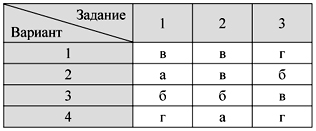 Задание
Вариант 1 2 3
1 в в г
2 а в б
3 б б в
4 г а г